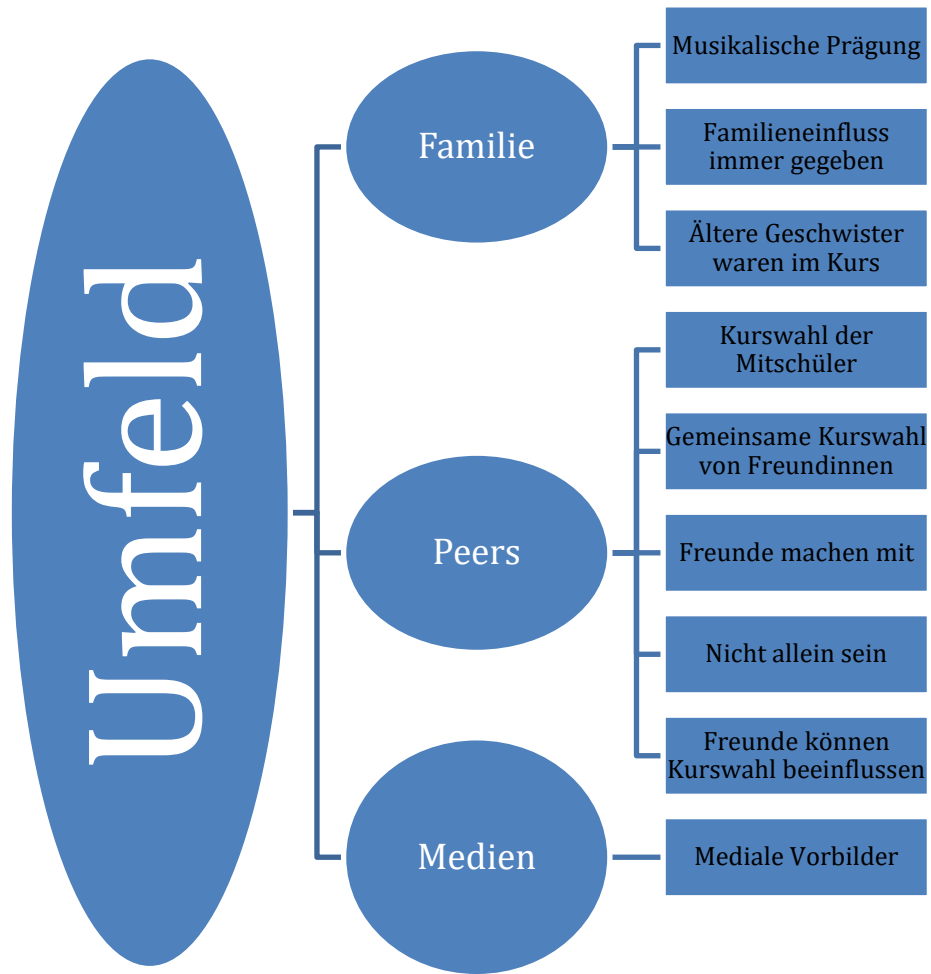 Umfeld
Familie
Musikalische Prägung
Familieneinfluss
immer gegeben
Ältere Geschwister
waren im Kurs
Peers
Kurswahl der
Mitschüler
Gemeinsame Kurswahl
von Freundinnen
Freunde machen mit
Nicht allein sein
Freunde können
Kurswahl beeinflussen
Medien
Mediale Vorbilder